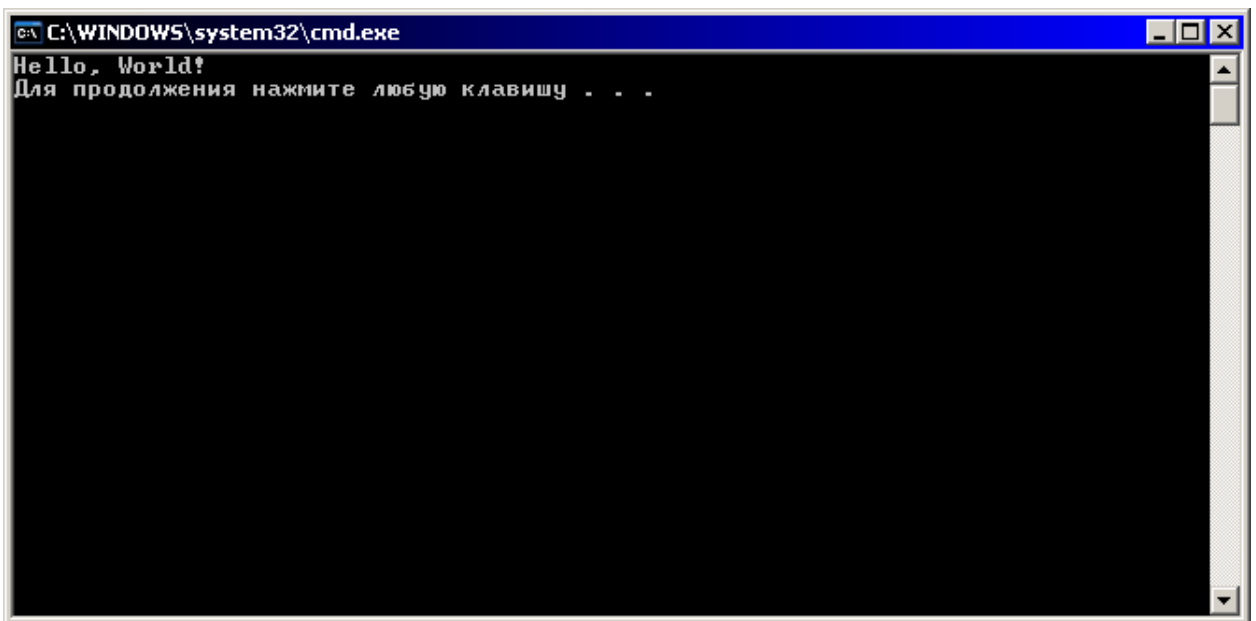 C:\WINDOWS\system32\cmd.exe
Hello, World!
Для продолжения нажмите любую клавишу . . .